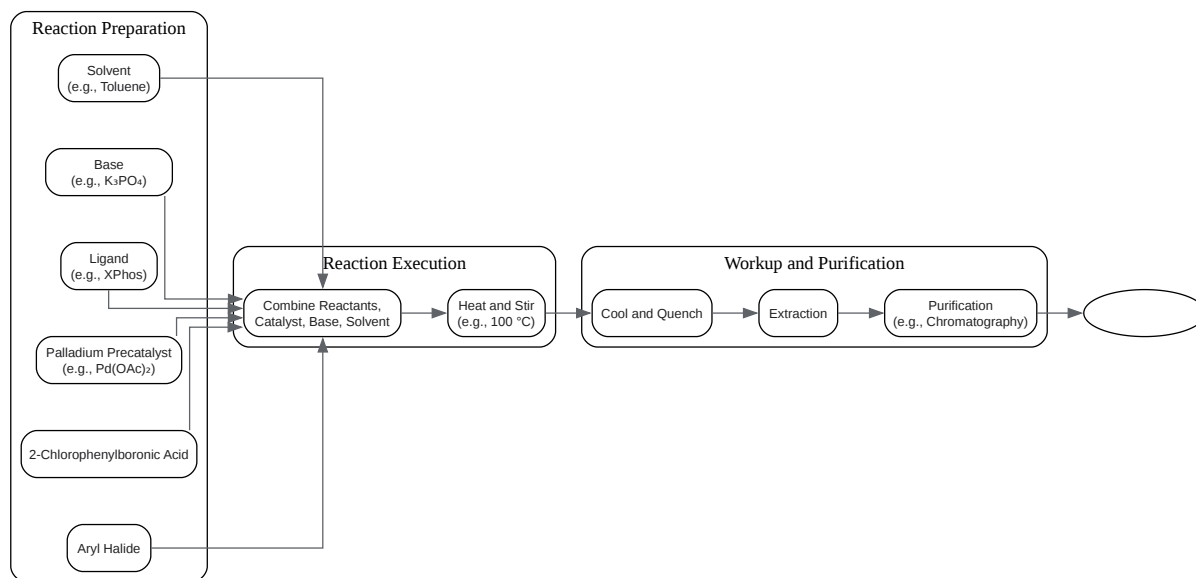 Reaction Preparation
Solvent
(e.g., Toluene)
Base
(e.g., K₃PO₄)
Ligand
(e.g., XPhos)
Palladium Precatalyst
(e.g., Pd(OAc)₂)
2-Chlorophenylboronic Acid
Aryl Halide
Reaction Execution
Combine Reactants,
Catalyst, Base, Solvent
Heat and Stir
(e.g., 100 °C)
Workup and Purification
Cool and Quench
Extraction
Purification
(e.g., Chromatography)